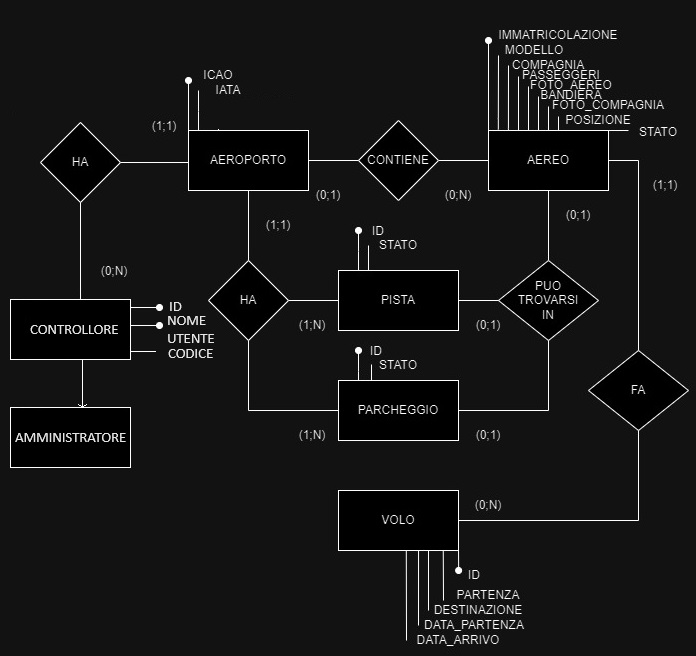 IMMATRICOLAZIONE
MODELLO
COMPAGNIA
PASSEGGERI
FOTO_AEREO
BANDIERA
FOTO_COMPAGNIA
POSIZIONE
STATO
ICAO
IATA
(1;1)
HA
AEROPORTO
CONTIENE
AEREO
(0;1)
(0;N)
(1;1)
(1;1)
(0;1)
ID
STATO
(0;N)
HA
PISTA
PUO
TROVARSI
IN
(1;N)
(0;1)
ID
NOME
UTENTE
CODICE
CONTROLLORE
ID
STATO
FA
AMMINISTRATORE
PARCHEGGIO
(1;N)
(0;1)
VOLO
(0;N)
ID
PARTENZA
DESTINAZIONE
DATA_PARTENZA
DATA_ARRIVO